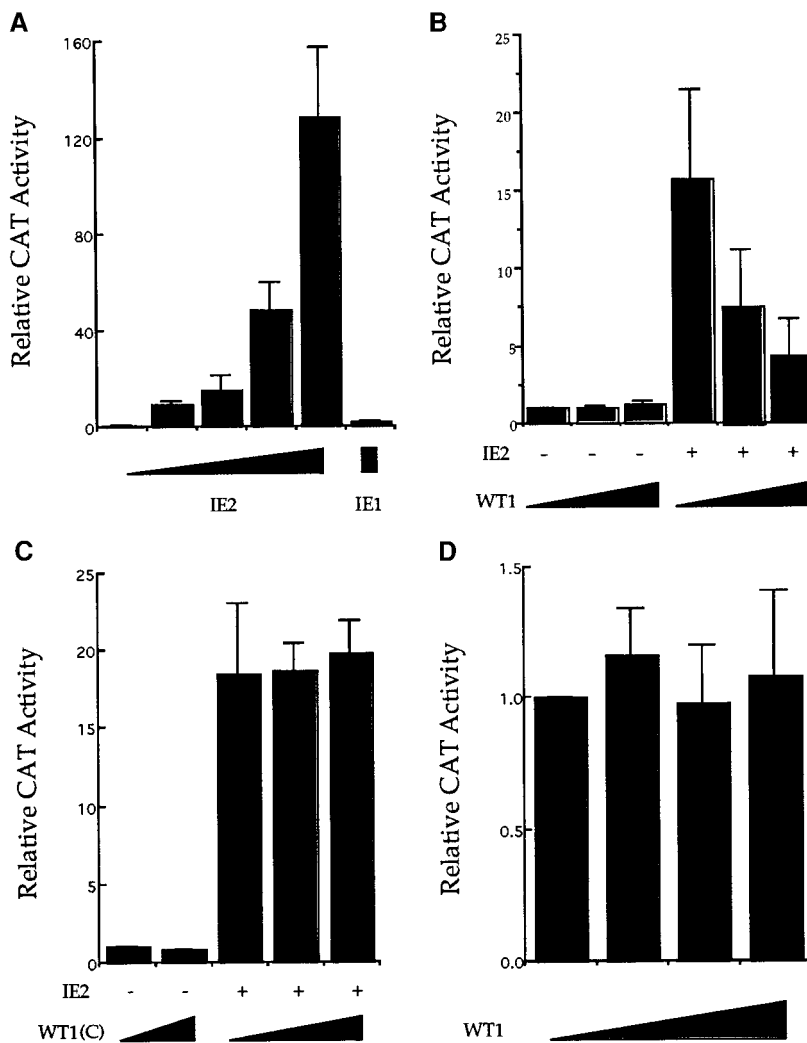 A
Relative CAT Activity
160
120
80
40
0
IE2
IE1
B
Relative CAT Activity
25
20
15
10
5
0
IE2 - - - + + +
WT1
C
Relative CAT Activity
25
20
15
10
5
0
IE2 - - + + +
WT1(C)
D
Relative CAT Activity
1.5
1.0
0.5
0.0
WT1